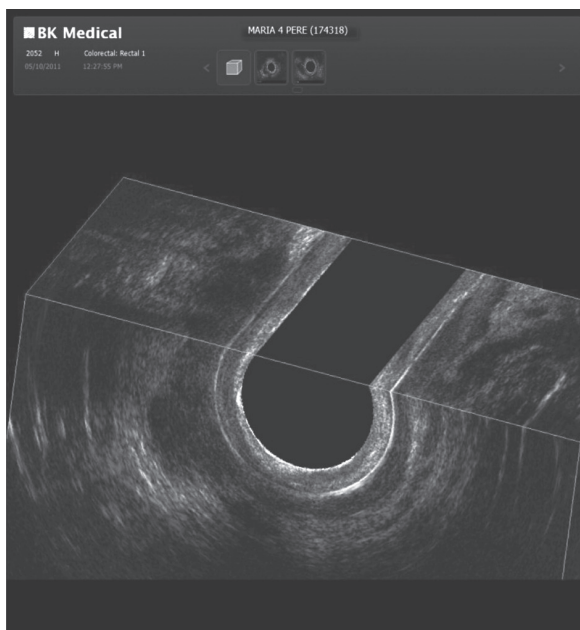 BK Medical
MARIA 4 PERE (174318)
2052 H Colorectal: Rectal 1
05/10/2011 12:27:55 PM